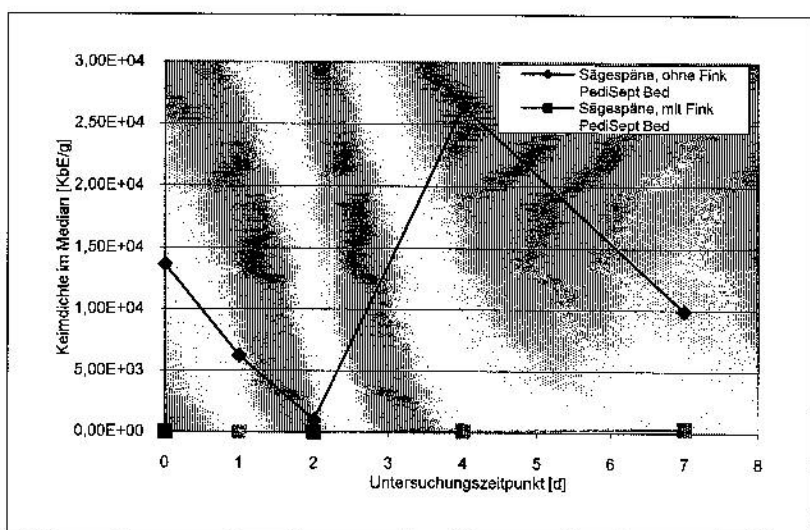 3,00E+04
2,50E+04
2,00E+04
1,50E+04
1,00E+04
5,00E+03
0,00E+00
Keimdichte im Median [KbE/g]
Sägespäne, ohne Fink
PediSept Bed
Sägespäne, mit Fink
PediSept Bed
0 1 2 3 4 5 6 7 8
Untersuchungszeitpunkt [d]